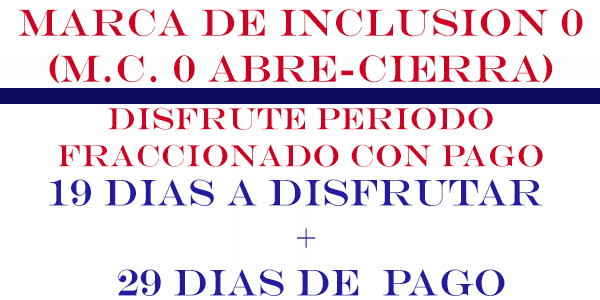 MARCA DE INCLUSION 0
(M.C. 0 ABRE-CIERRA)
DISFRUTE PERIODO
FRACCIONADO CON PAGO
19 DIAS A DISFRUTAR
+
29 DIAS DE PAGO